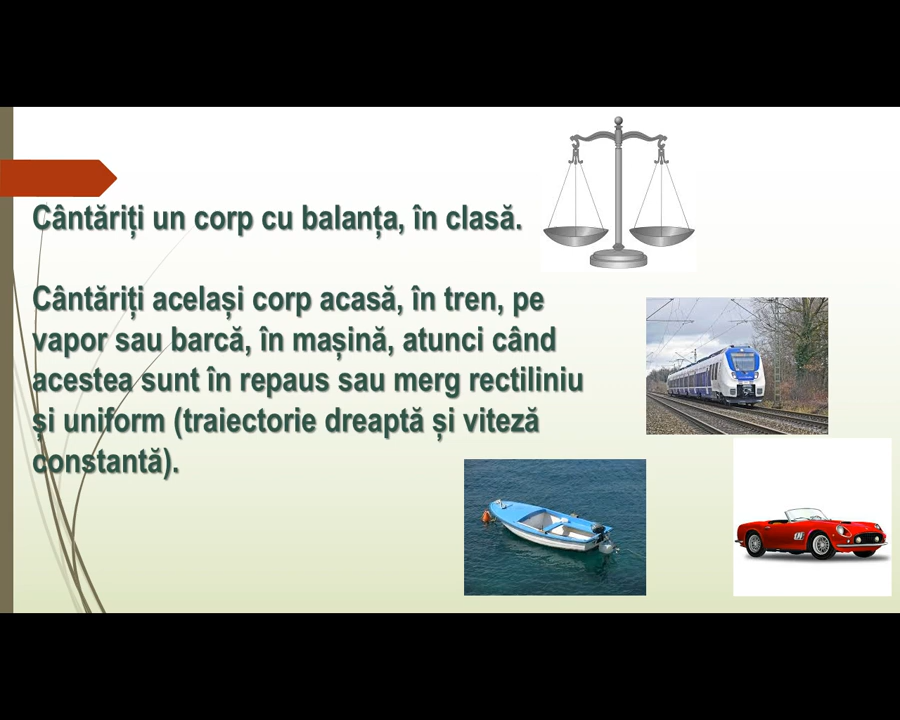 Cântăriți un corp cu balanța, în clasă.
Cântăriți același corp acasă, în tren, pe
vapor sau barcă, în mașină, atunci când
acestea sunt în repaus sau merg rectiliniu
și uniform (traiectorie dreaptă și viteză
constantă).